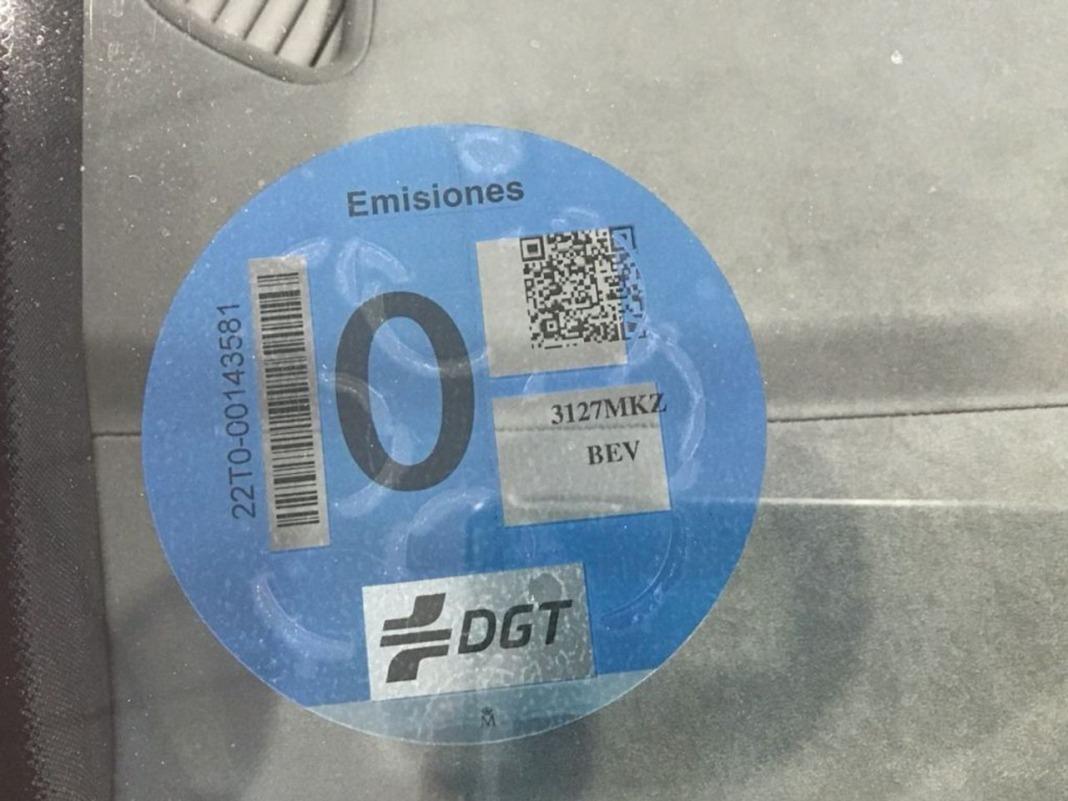 Emisiones
22T0-00143581
0
3127MKZ
BEV
DGT
M